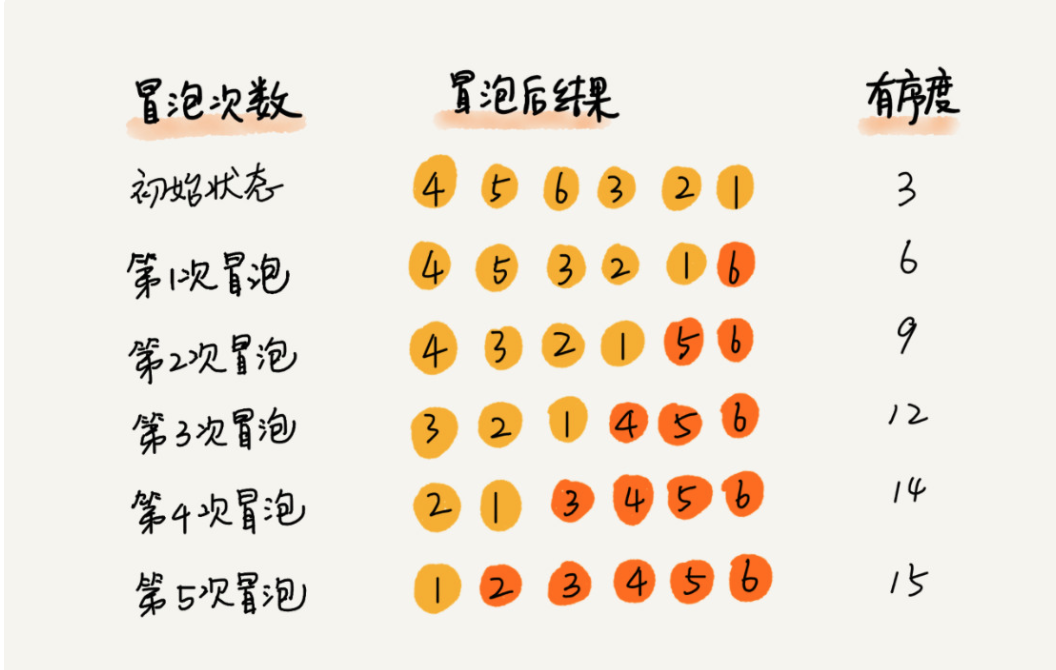 冒泡次数 冒泡后结果 有序度
初始状态 4 5 6 3 2 1 3
第1次冒泡 4 5 3 2 1 6 6
第2次冒泡 4 3 2 1 5 6 9
第3次冒泡 3 2 1 4 5 6 12
第4次冒泡 2 1 3 4 5 6 14
第5次冒泡 1 2 3 4 5 6 15